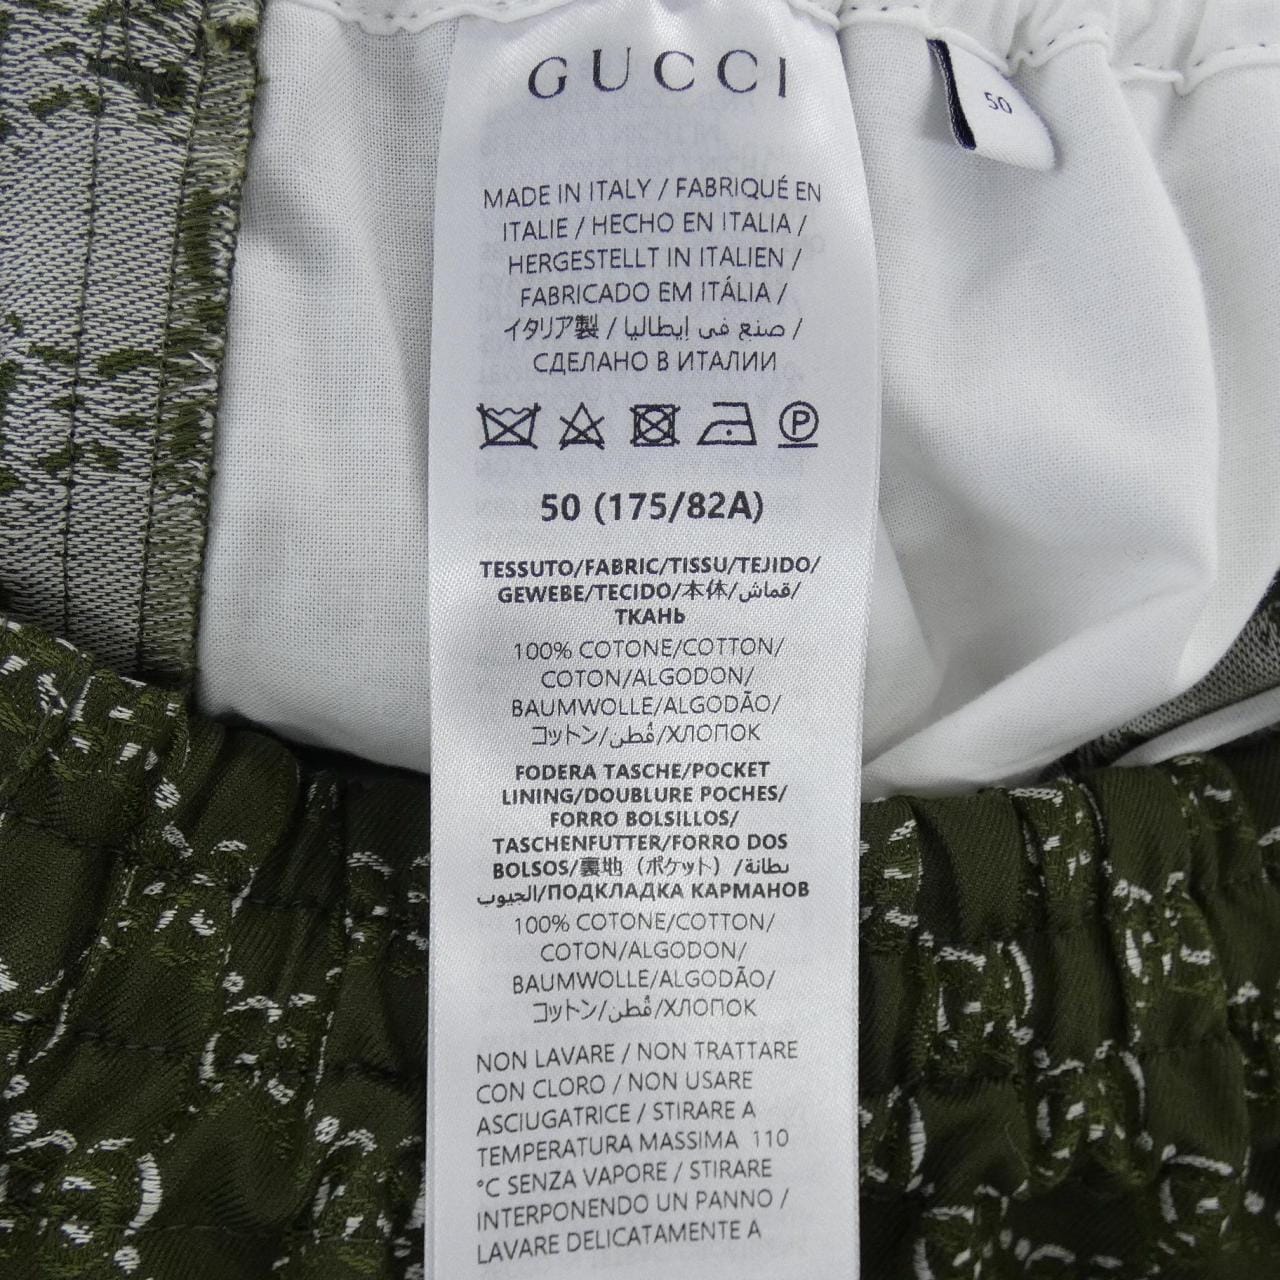 GUCCI
50
MADE IN ITALY / FABRIQUÉ EN
ITALIE / HECHO EN ITALIA /
HERGESTELLT IN ITALIEN /
FABRICADO EM ITÁLIA /
イタリア製 / صنع في إيطاليا /
СДЕЛАНО В ИТАЛИИ
P
50 (175/82A)
TESSUTO/FABRIC/TISSU/TEJIDO/
GEWEBE/TECIDO/本体/قماش/
ТКАНЬ
100% COTONE/COTTON/
COTON/ALGODON/
BAUMWOLLE/ALGODÃO/
コットン/قُطن/ХЛОПОК
FODERA TASCHE/POCKET
LINING/DOUBLURE POCHES/
FORRO BOLSILLOS/
TASCHENFUTTER/FORRO DOS
BOLSOS/裏地（ポケット）/بطانة
الجيوب/ПОДКЛАДКА КАРМАНОВ
100% COTONE/COTTON/
COTON/ALGODON/
BAUMWOLLE/ALGODÃO/
コットン/قُطن/ХЛОПОК
NON LAVARE / NON TRATTARE
CON CLORO / NON USARE
ASCIUGATRICE / STIRARE A
TEMPERATURA MASSIMA 110
°C SENZA VAPORE / STIRARE
INTERPONENDO UN PANNO /
LAVARE DELICATAMENTE A